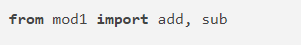 from mod1 import add, sub